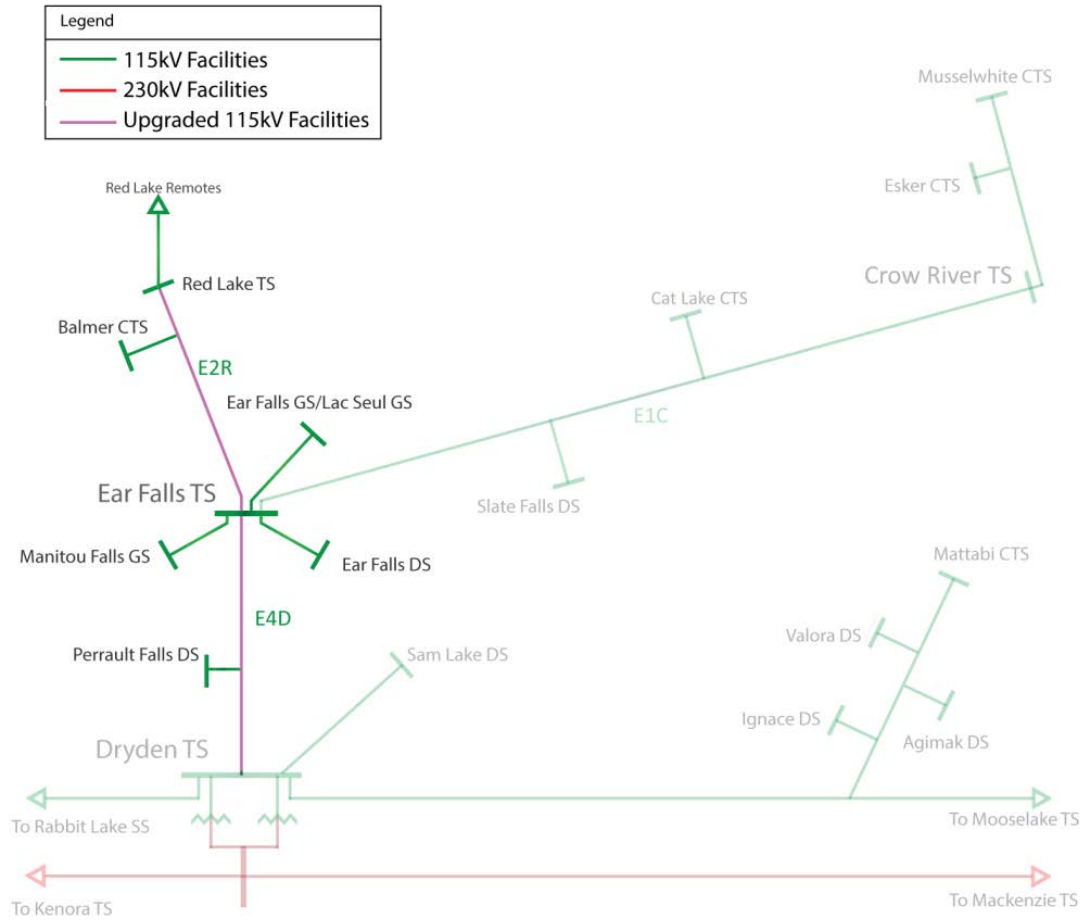 Legend
115kV Facilities
230kV Facilities
Upgraded 115kV Facilities
Musselwhite CTS
Esker CTS
Red Lake Remotes
Crow River TS
Red Lake TS
Cat Lake CTS
Balmer CTS
E2R
Ear Falls GS/Lac Seul GS
E1C
Ear Falls TS
Slate Falls DS
Manitou Falls GS
Ear Falls DS
Mattabi CTS
E4D
Valora DS
Perrault Falls DS
Sam Lake DS
Ignace DS
Agimak DS
Dryden TS
To Rabbit Lake SS
To Mooselake TS
To Kenora TS
To Mackenzie TS